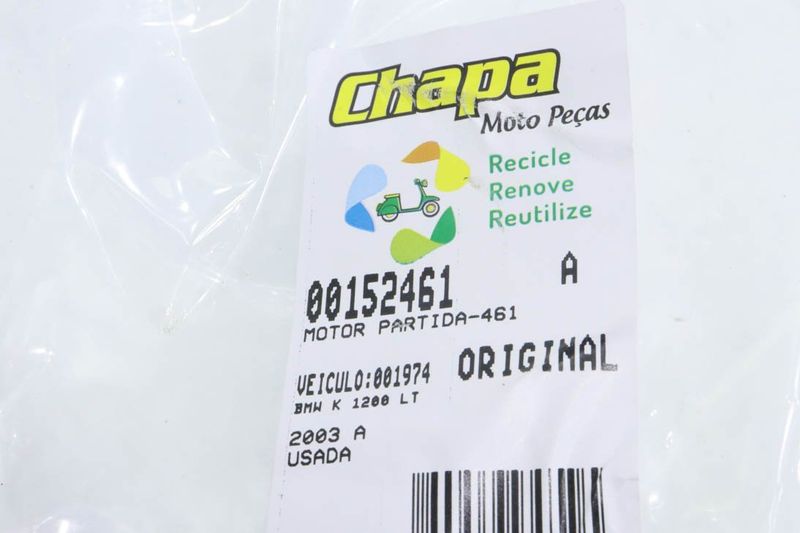 Chapa
Moto Peças
Recicle
Renove
Reutilize
00152461 A
MOTOR PARTIDA-461
VEICULO:001974 ORIGINAL
BMW K 1200 LT
2003 A
USADA